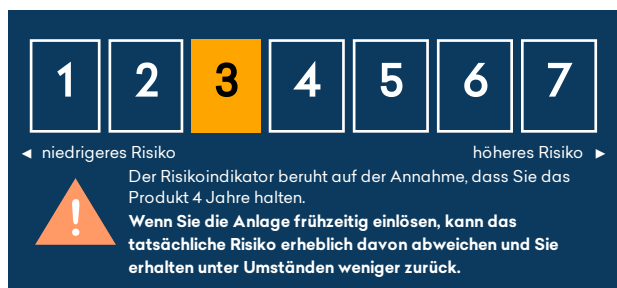 1 2 3 4 5 6 7
◄ niedrigeres Risiko höheres Risiko ►
!
Der Risikoindikator beruht auf der Annahme, dass Sie das
Produkt 4 Jahre halten.
Wenn Sie die Anlage frühzeitig einlösen, kann das
tatsächliche Risiko erheblich davon abweichen und Sie
erhalten unter Umständen weniger zurück.